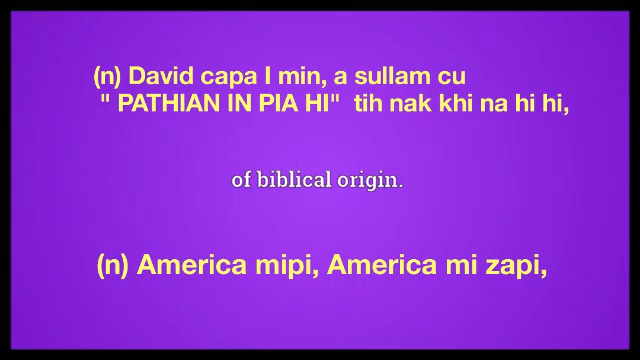 (n) David capa I min, a sullam cu
" PATHIAN IN PIA HI" tih nak khi na hi hi,
of biblical origin.
(n) America mipi, America mi zapi,